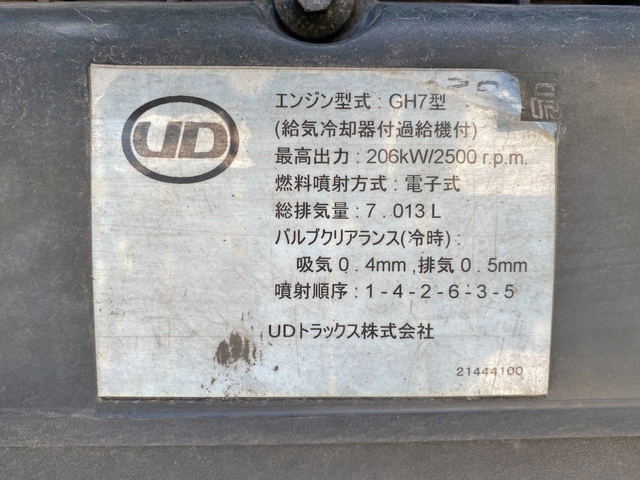 UD
エンジン型式 : GH7型
(給気冷却器付過給機付)
最高出力 : 206kW/2500 r.p.m.
燃料噴射方式 : 電子式
総排気量 : 7.013 L
バルブクリアランス(冷時) :
吸気0.4mm ,排気0.5mm
噴射順序 : 1-4-2-6-3-5
UDトラックス株式会社
21444100